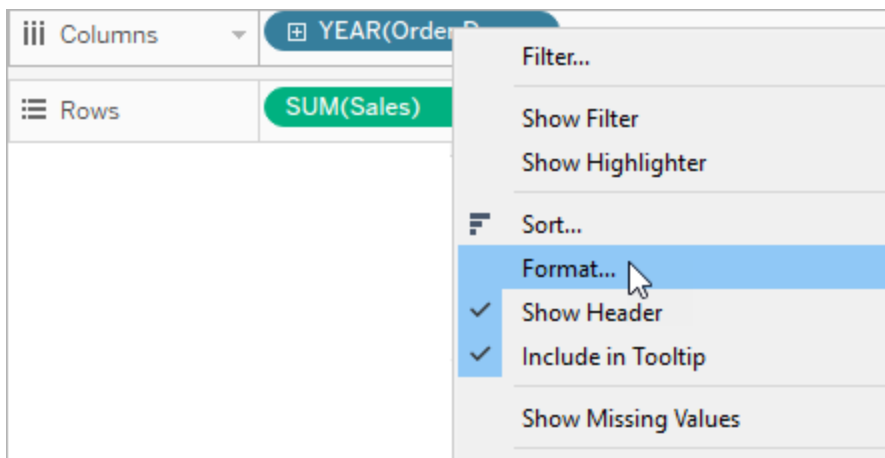 Columns
YEAR(Order
Filter...
Rows
SUM(Sales)
Show Filter
Show Highlighter
Sort...
Format...
Show Header
Include in Tooltip
Show Missing Values